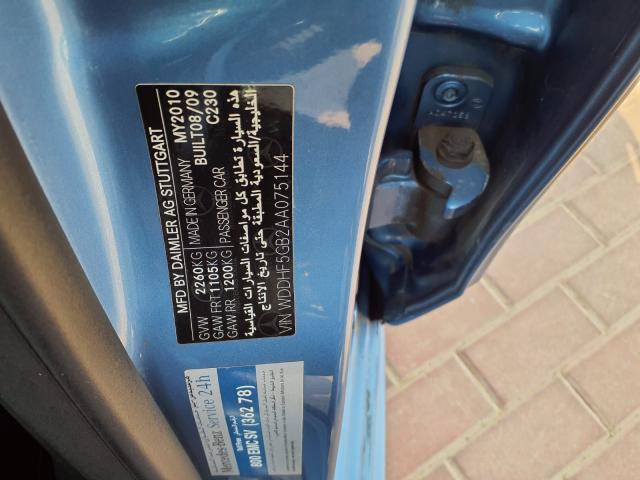 MFD BY DAIMLER AG STUTTGART
GVW 2260KG MADE IN GERMANY MY2010
GAW FRT 1105KG BUILT08/09
GAW RR 1200KG PASSENGER CAR C230
هذه السيارة تطابق كل مواصفات السيارات القياسية
الخليجية/السعودية المطبقة حتى تاريخ الانتاج
VIN WDDHF5GB2AA075144
Mercedes-Benz Service 24h
800 EMC SV (362 78)